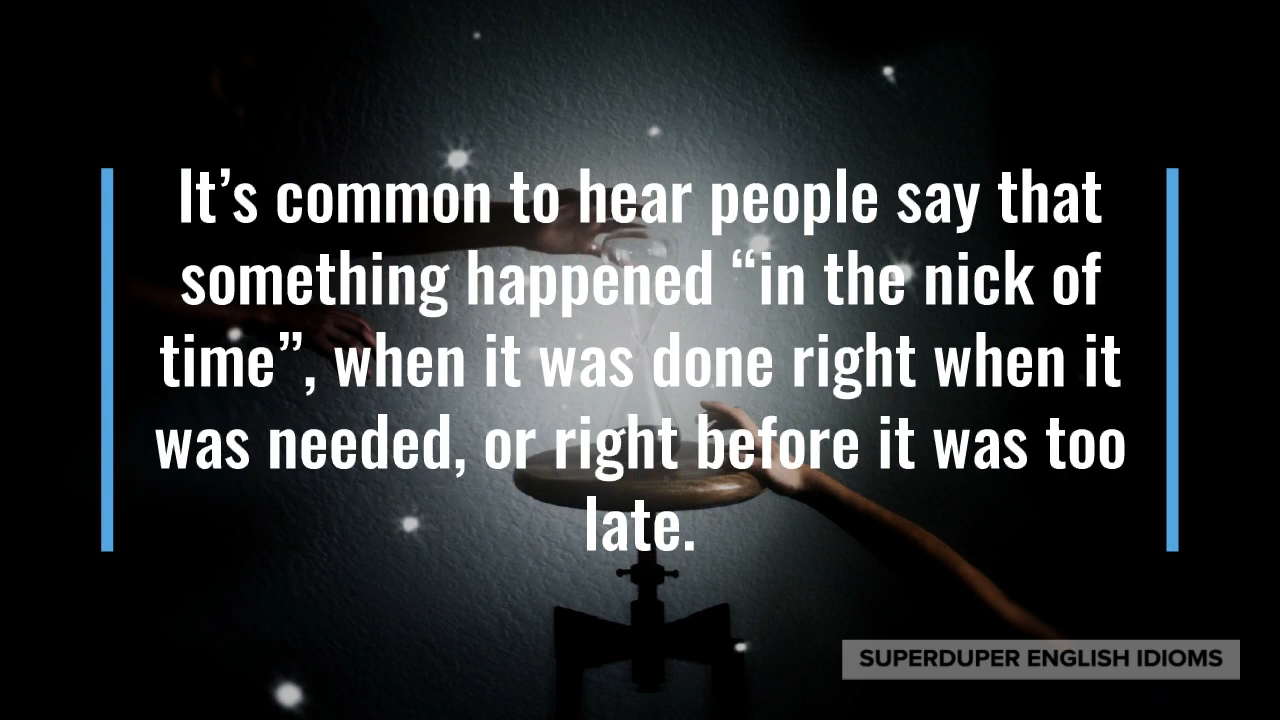 It’s common to hear people say that
something happened “in the nick of
time”, when it was done right when it
was needed, or right before it was too
late.
SUPERDUPER ENGLISH IDIOMS